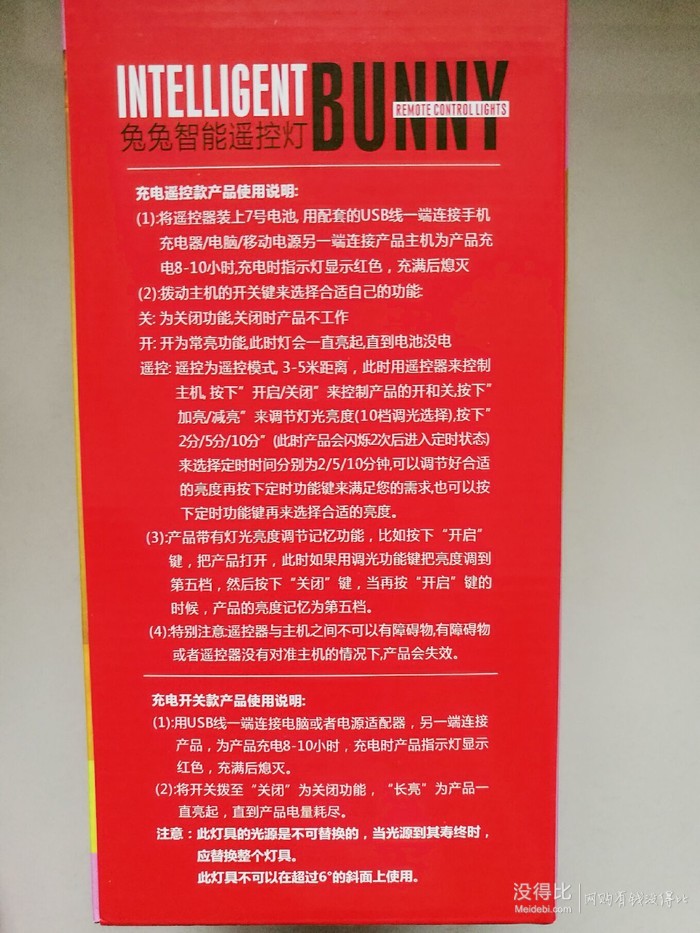 INTELLIGENT BUNNY
REMOTE CONTROL LIGHTS
兔兔智能遥控灯
充电遥控款产品使用说明:
(1):将遥控器装上7号电池, 用配套的USB线一端连接手机
充电器/电脑/移动电源另一端连接产品主机为产品充
电8-10小时,充电时指示灯显示红色，充满后熄灭
(2):拨动主机的开关键来选择合适自己的功能:
关: 为关闭功能,关闭时产品不工作
开: 开为常亮功能,此时灯会一直亮起,直到电池没电
遥控: 遥控为遥控模式, 3-5米距离，此时用遥控器来控制
主机, 按下”开启/关闭”来控制产品的开和关,按下”
加亮/减亮”来调节灯光亮度(10档调光选择),按下”
2分/5分/10分”(此时产品会闪烁2次后进入定时状态)
来选择定时时间分别为2/5/10分钟,可以调节好合适
的亮度再按下定时功能键来满足您的需求,也可以按
下定时功能键再来选择合适的亮度。
(3):产品带有灯光亮度调节记忆功能，比如按下“开启”
键，把产品打开，此时如果用调光功能键把亮度调到
第五档，然后按下“关闭”键，当再按“开启”键的
时候，产品的亮度记忆为第五档。
(4):特别注意:遥控器与主机之间不可以有障碍物,有障碍物
或者遥控器没有对准主机的情况下,产品会失效。
充电开关款产品使用说明:
(1):用USB线一端连接电脑或者电源适配器，另一端连接
产品，为产品充电8-10小时，充电时产品指示灯显示
红色，充满后熄灭。
(2):将开关拨至“关闭”为关闭功能，“长亮”为产品一
直亮起，直到产品电量耗尽。
注意：此灯具的光源是不可替换的，当光源到其寿终时，
应替换整个灯具。
此灯具不可以在超过6°的斜面上使用。
没得比 网购有我没得比
Meidebi.com